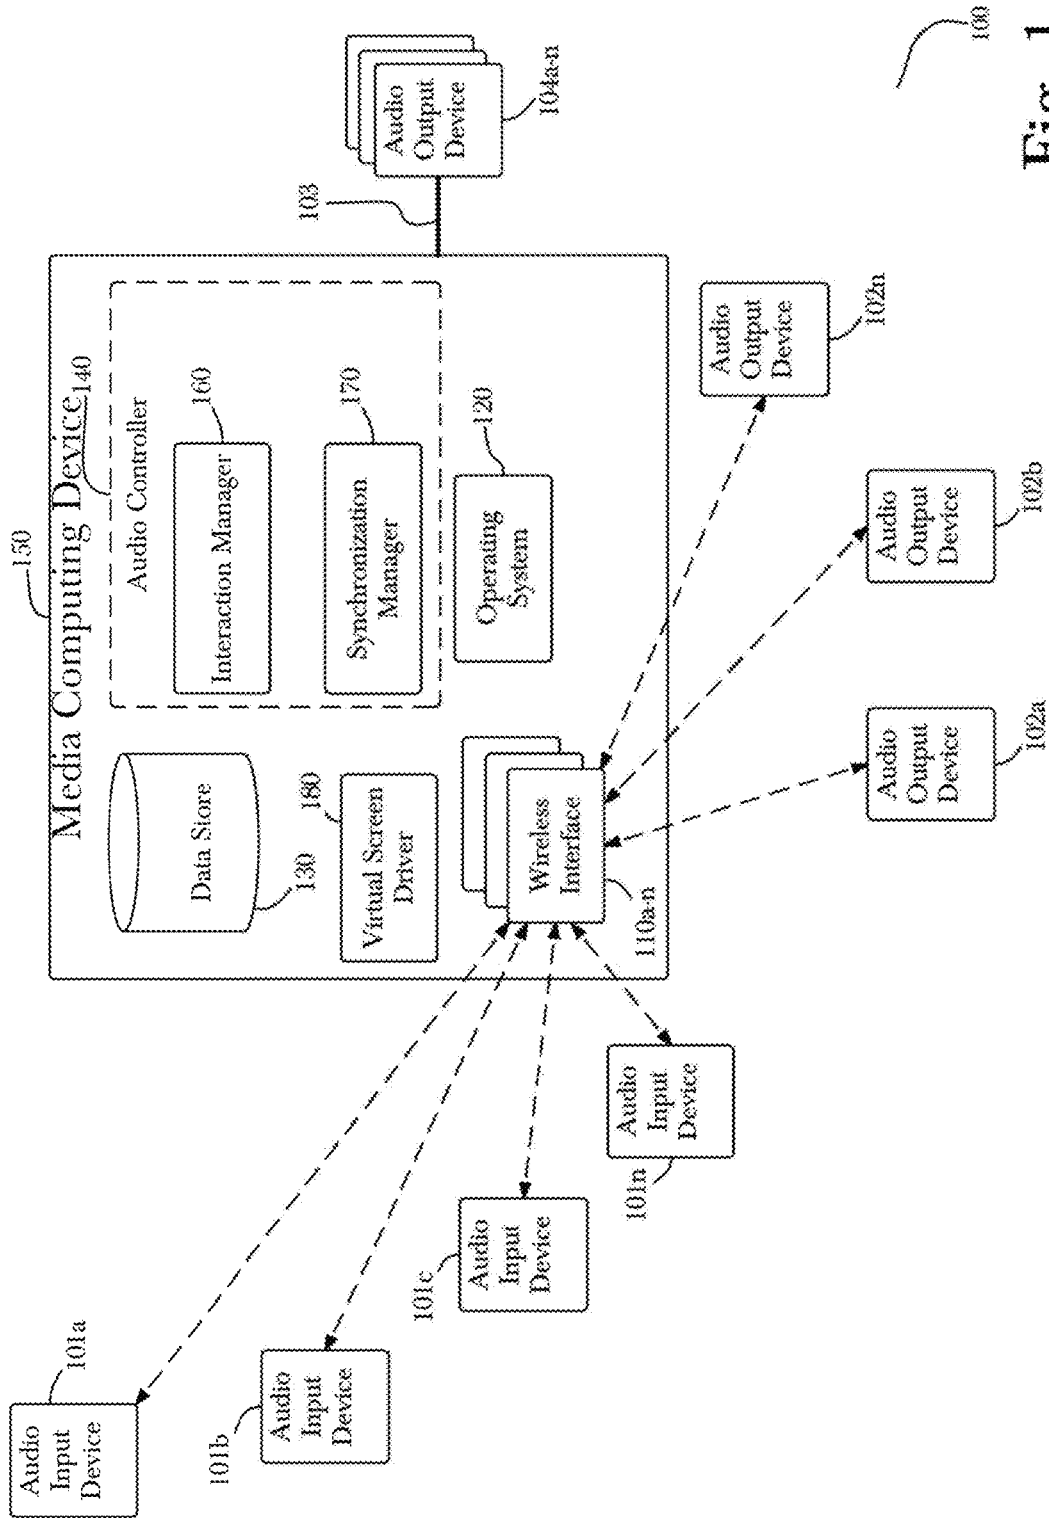 150
Media Computing Device
140
Audio Controller
Interaction Manager
160
Synchronization
Manager
170
Operating
System
120
Data Store
130
Virtual Screen
Driver
180
Wireless
Interface
110a-n
103
Audio
Output
Device
104a-n
Audio
Input
Device
101a
Audio
Input
Device
101b
Audio
Input
Device
101c
Audio
Input
Device
101n
Audio
Output
Device
102a
Audio
Output
Device
102b
Audio
Output
Device
102n
100
Fig. 1